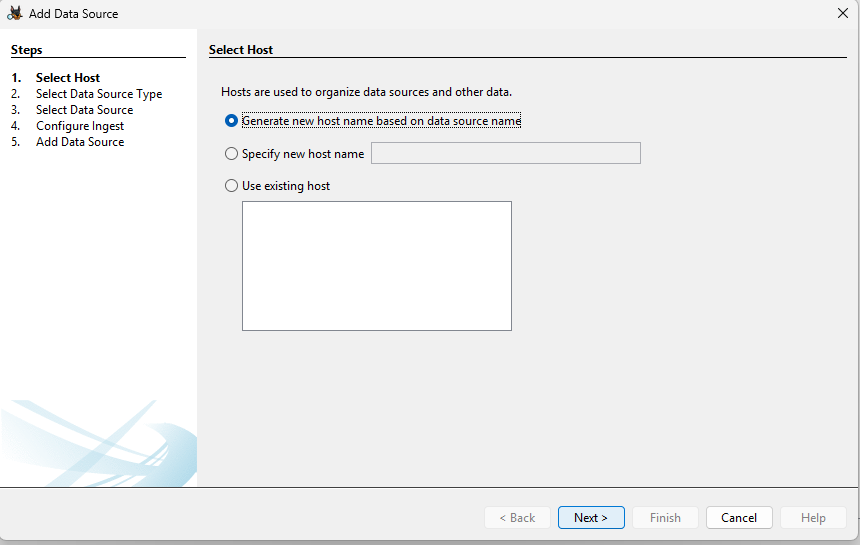 Add Data Source
Steps
1. Select Host
2. Select Data Source Type
3. Select Data Source
4. Configure Ingest
5. Add Data Source
Select Host
Hosts are used to organize data sources and other data.
Generate new host name based on data source name
Specify new host name
Use existing host
< Back
Next >
Finish
Cancel
Help